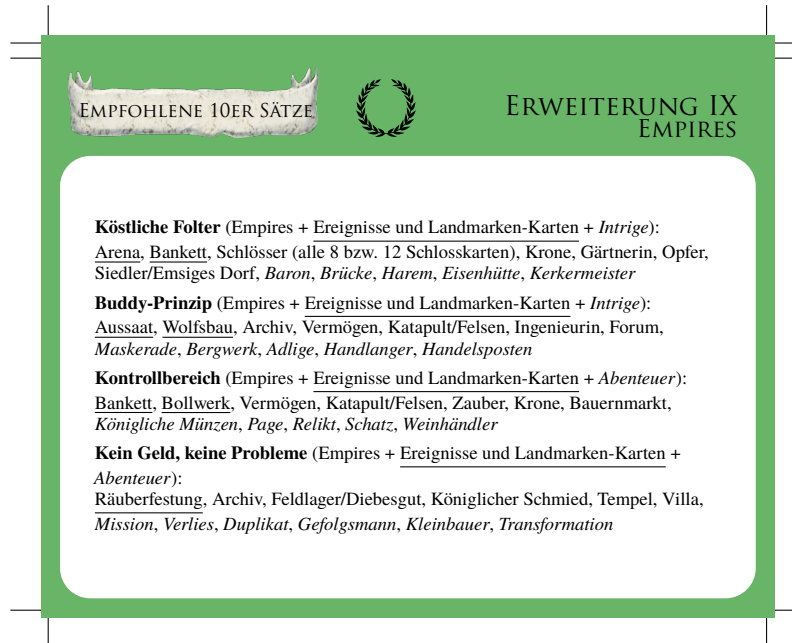 Empfohlene 10er Sätze
Erweiterung IX
Empires
Köstliche Folter (Empires + Ereignisse und Landmarken-Karten + Intrige):
Arena, Bankett, Schlösser (alle 8 bzw. 12 Schlosskarten), Krone, Gärtnerin, Opfer,
Siedler/Emsiges Dorf, Baron, Brücke, Harem, Eisenhütte, Kerkermeister
Buddy-Prinzip (Empires + Ereignisse und Landmarken-Karten + Intrige):
Aussaat, Wolfsbau, Archiv, Vermögen, Katapult/Felsen, Ingenieurin, Forum,
Maskerade, Bergwerk, Adlige, Handlanger, Handelsposten
Kontrollbereich (Empires + Ereignisse und Landmarken-Karten + Abenteuer):
Bankett, Bollwerk, Vermögen, Katapult/Felsen, Zauber, Krone, Bauernmarkt,
Königliche Münzen, Page, Relikt, Schatz, Weinhändler
Kein Geld, keine Probleme (Empires + Ereignisse und Landmarken-Karten +
Abenteuer):
Räuberfestung, Archiv, Feldlager/Diebesgut, Königlicher Schmied, Tempel, Villa,
Mission, Verlies, Duplikat, Gefolgsmann, Kleinbauer, Transformation